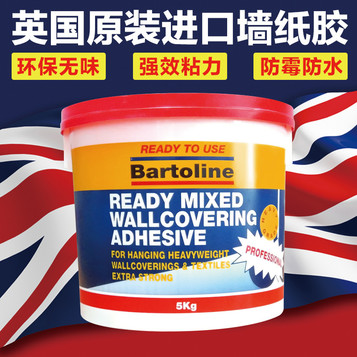 英国原装进口墙纸胶
环保无味 强效粘力 防霉防水
READY TO USE
Bartoline
READY MIXED
WALLCOVERING
ADHESIVE
FOR HANGING HEAVYWEIGHT
WALLCOVERINGS & TEXTILES
EXTRA STRONG
PROFESSIONAL
5Kg